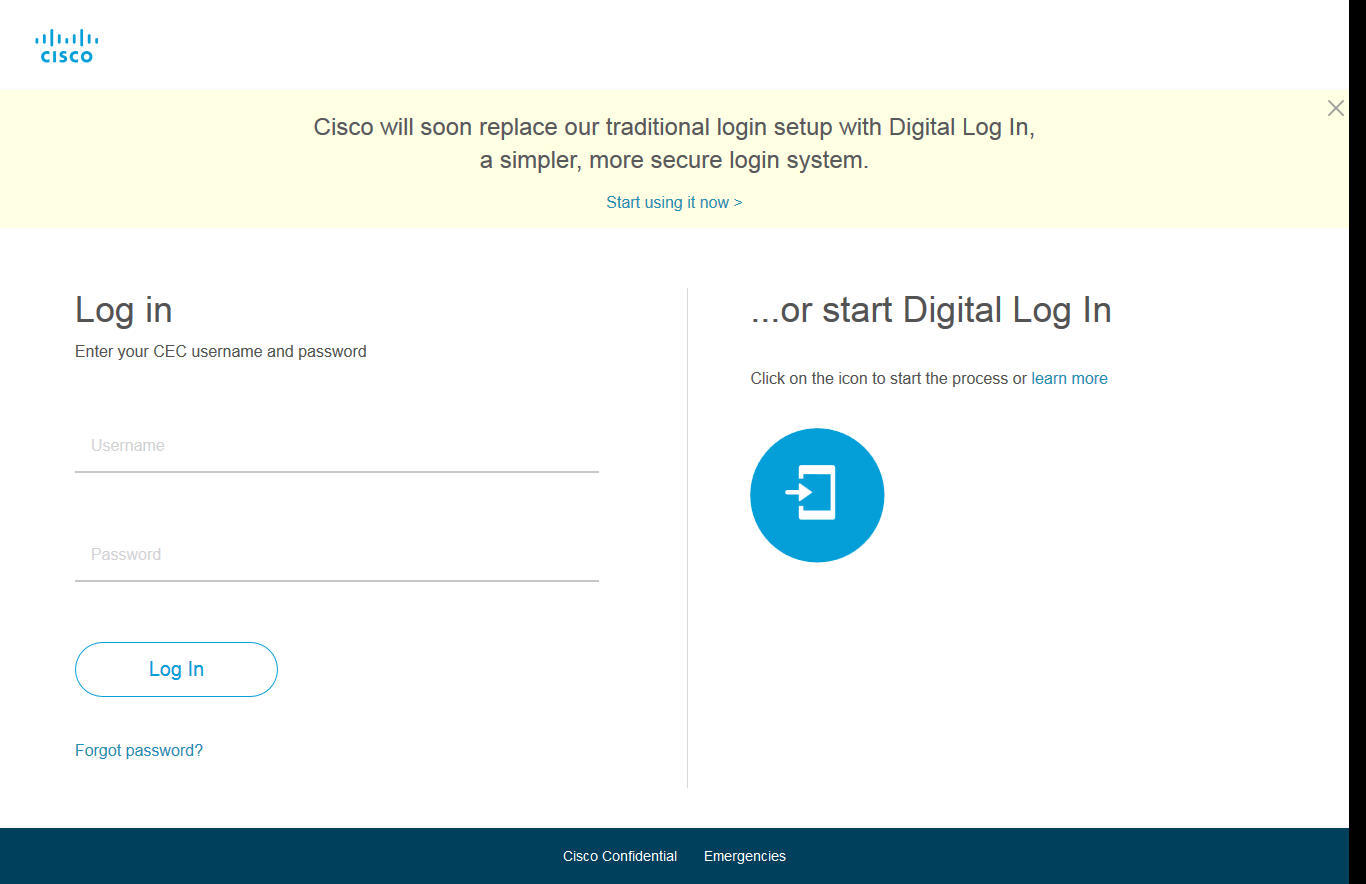 cisco
Cisco will soon replace our traditional login setup with Digital Log In,
a simpler, more secure login system.
Start using it now >
Log in
Enter your CEC username and password
Username
Password
Log In
Forgot password?
...or start Digital Log In
Click on the icon to start the process or learn more
Cisco Confidential Emergencies